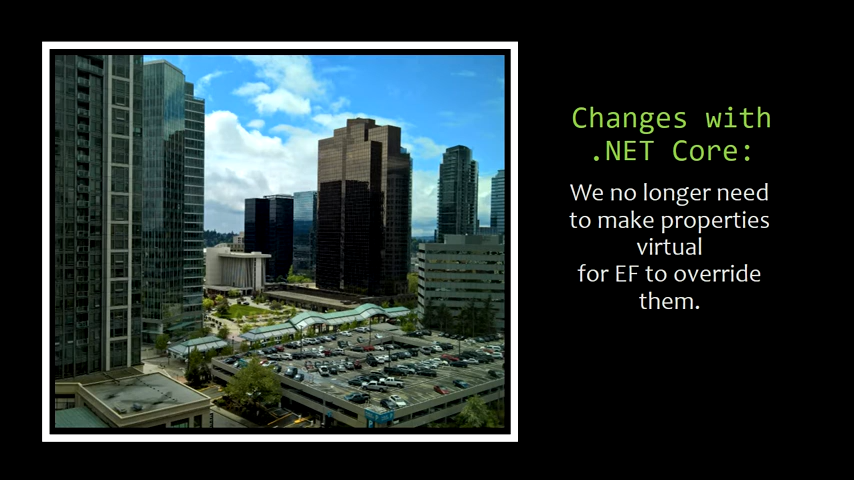 Changes with
.NET Core:
We no longer need
to make properties
virtual
for EF to override
them.